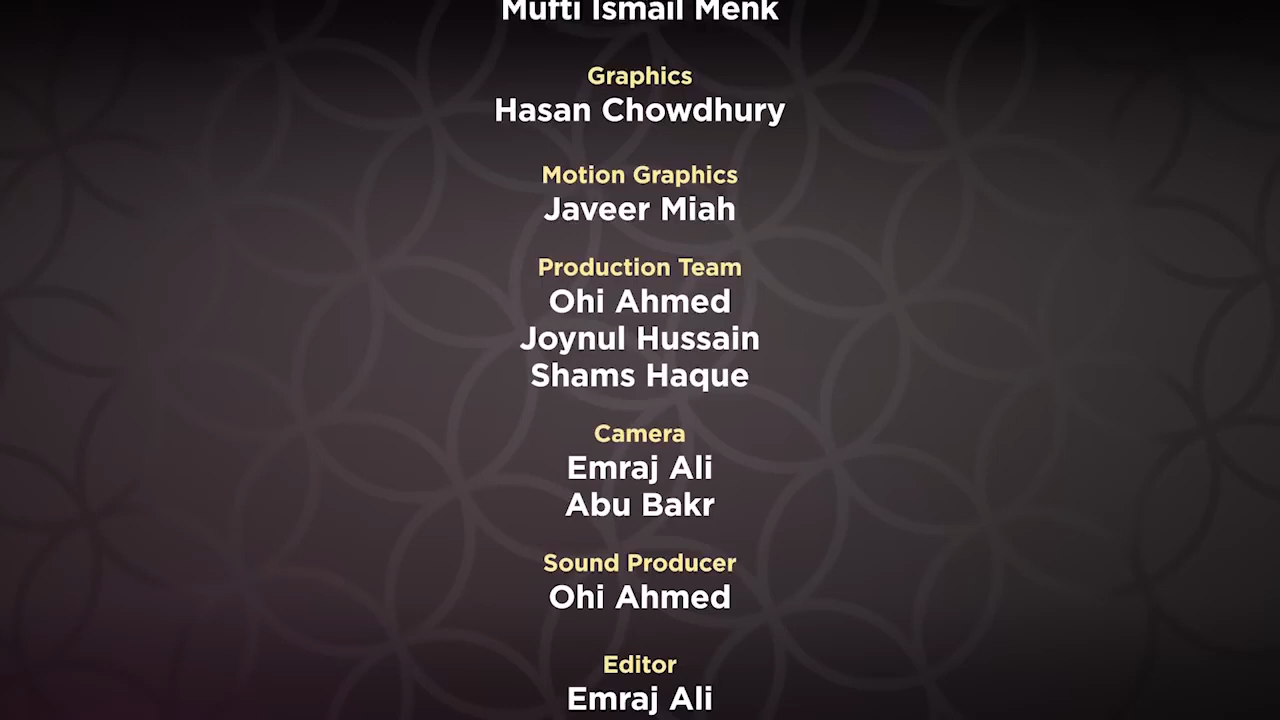 Mufti Ismail Menk
Graphics
Hasan Chowdhury
Motion Graphics
Javeer Miah
Production Team
Ohi Ahmed
Joynul Hussain
Shams Haque
Camera
Emraj Ali
Abu Bakr
Sound Producer
Ohi Ahmed
Editor
Emraj Ali